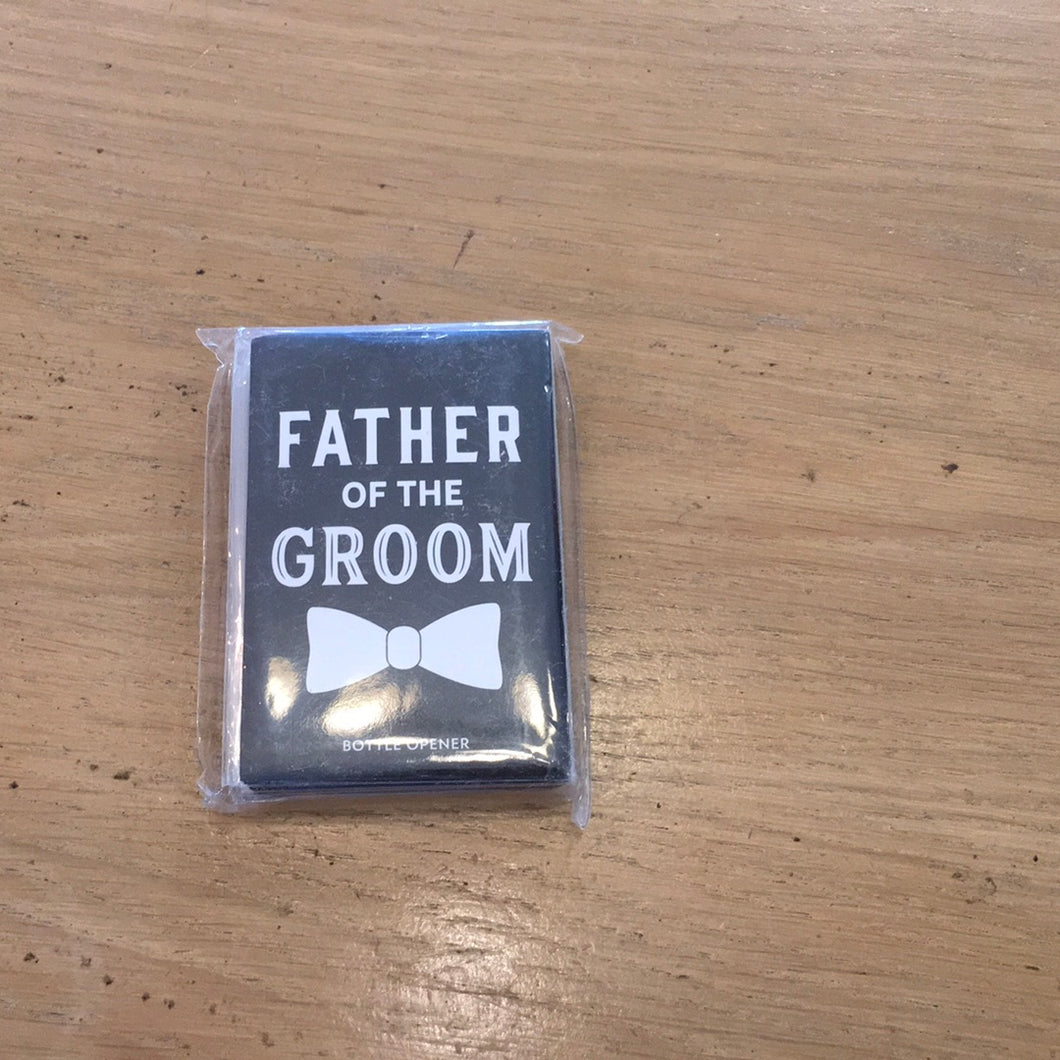 FATHER
OF THE
GROOM
BOTTLE OPENER